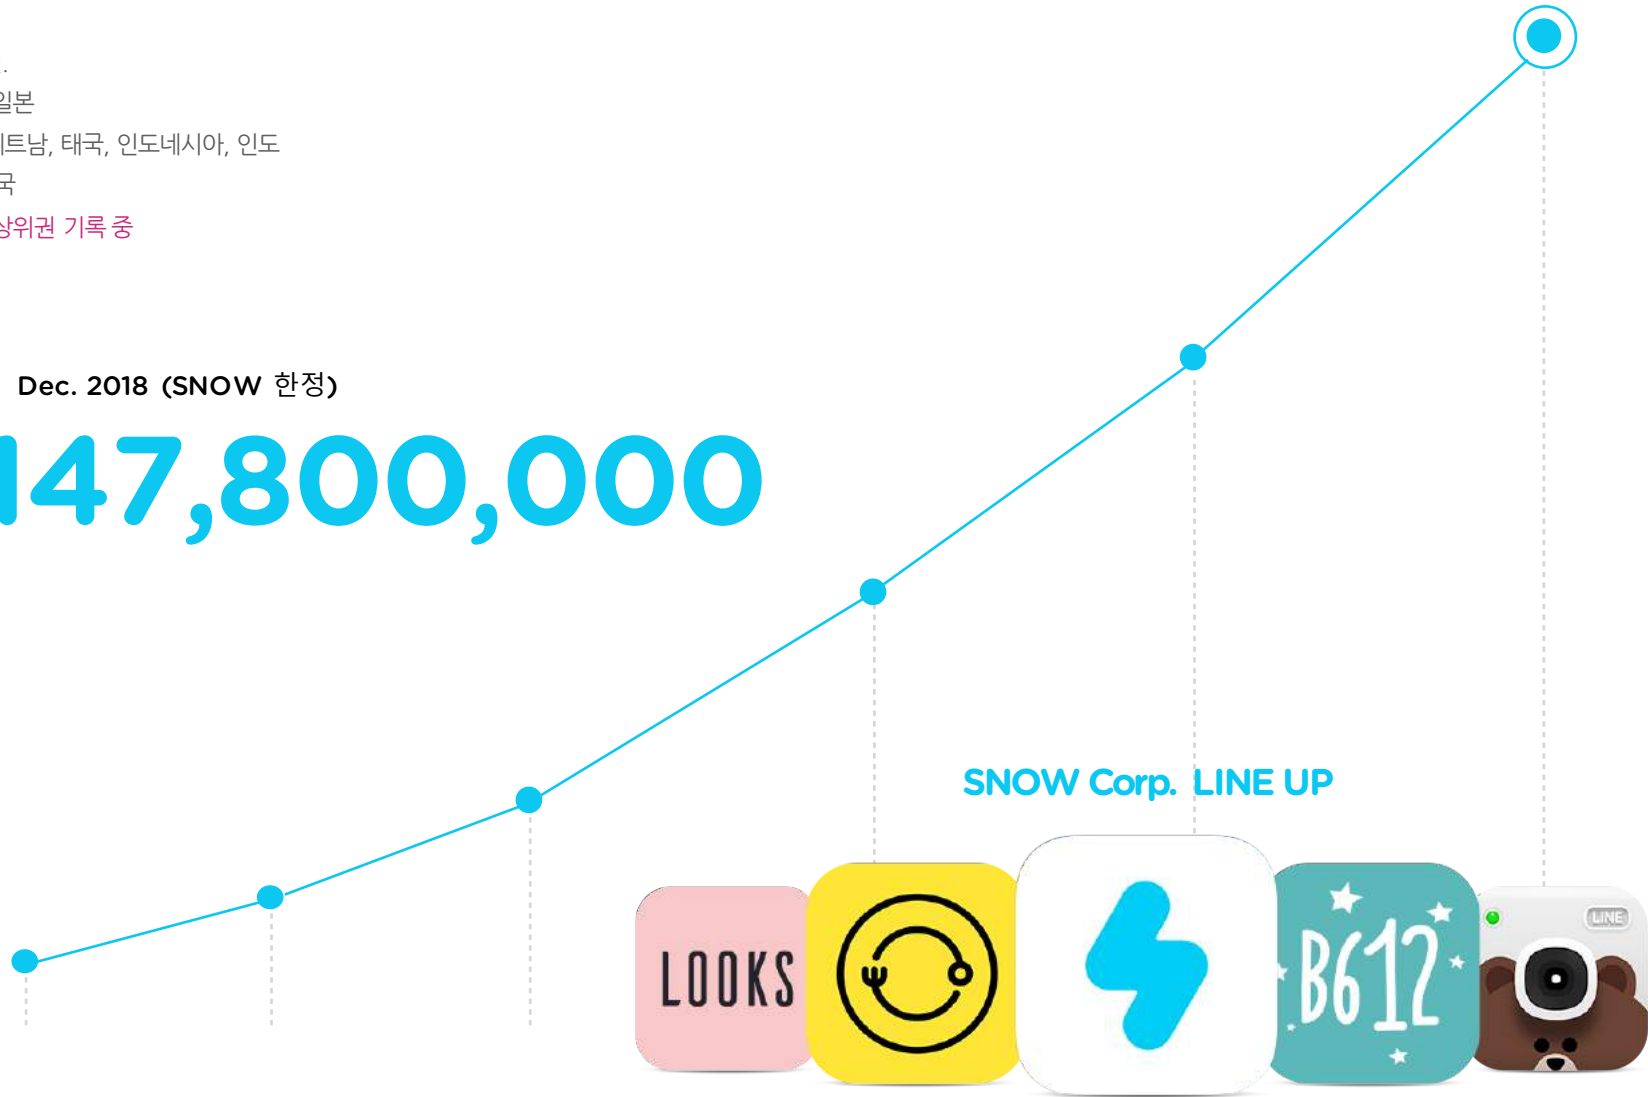 일본
트남, 태국, 인도네시아, 인도
국
상위권 기록 중
Dec. 2018 (SNOW 한정)
147,800,000
SNOW Corp. LINE UP
LOOKS
B612
LINE